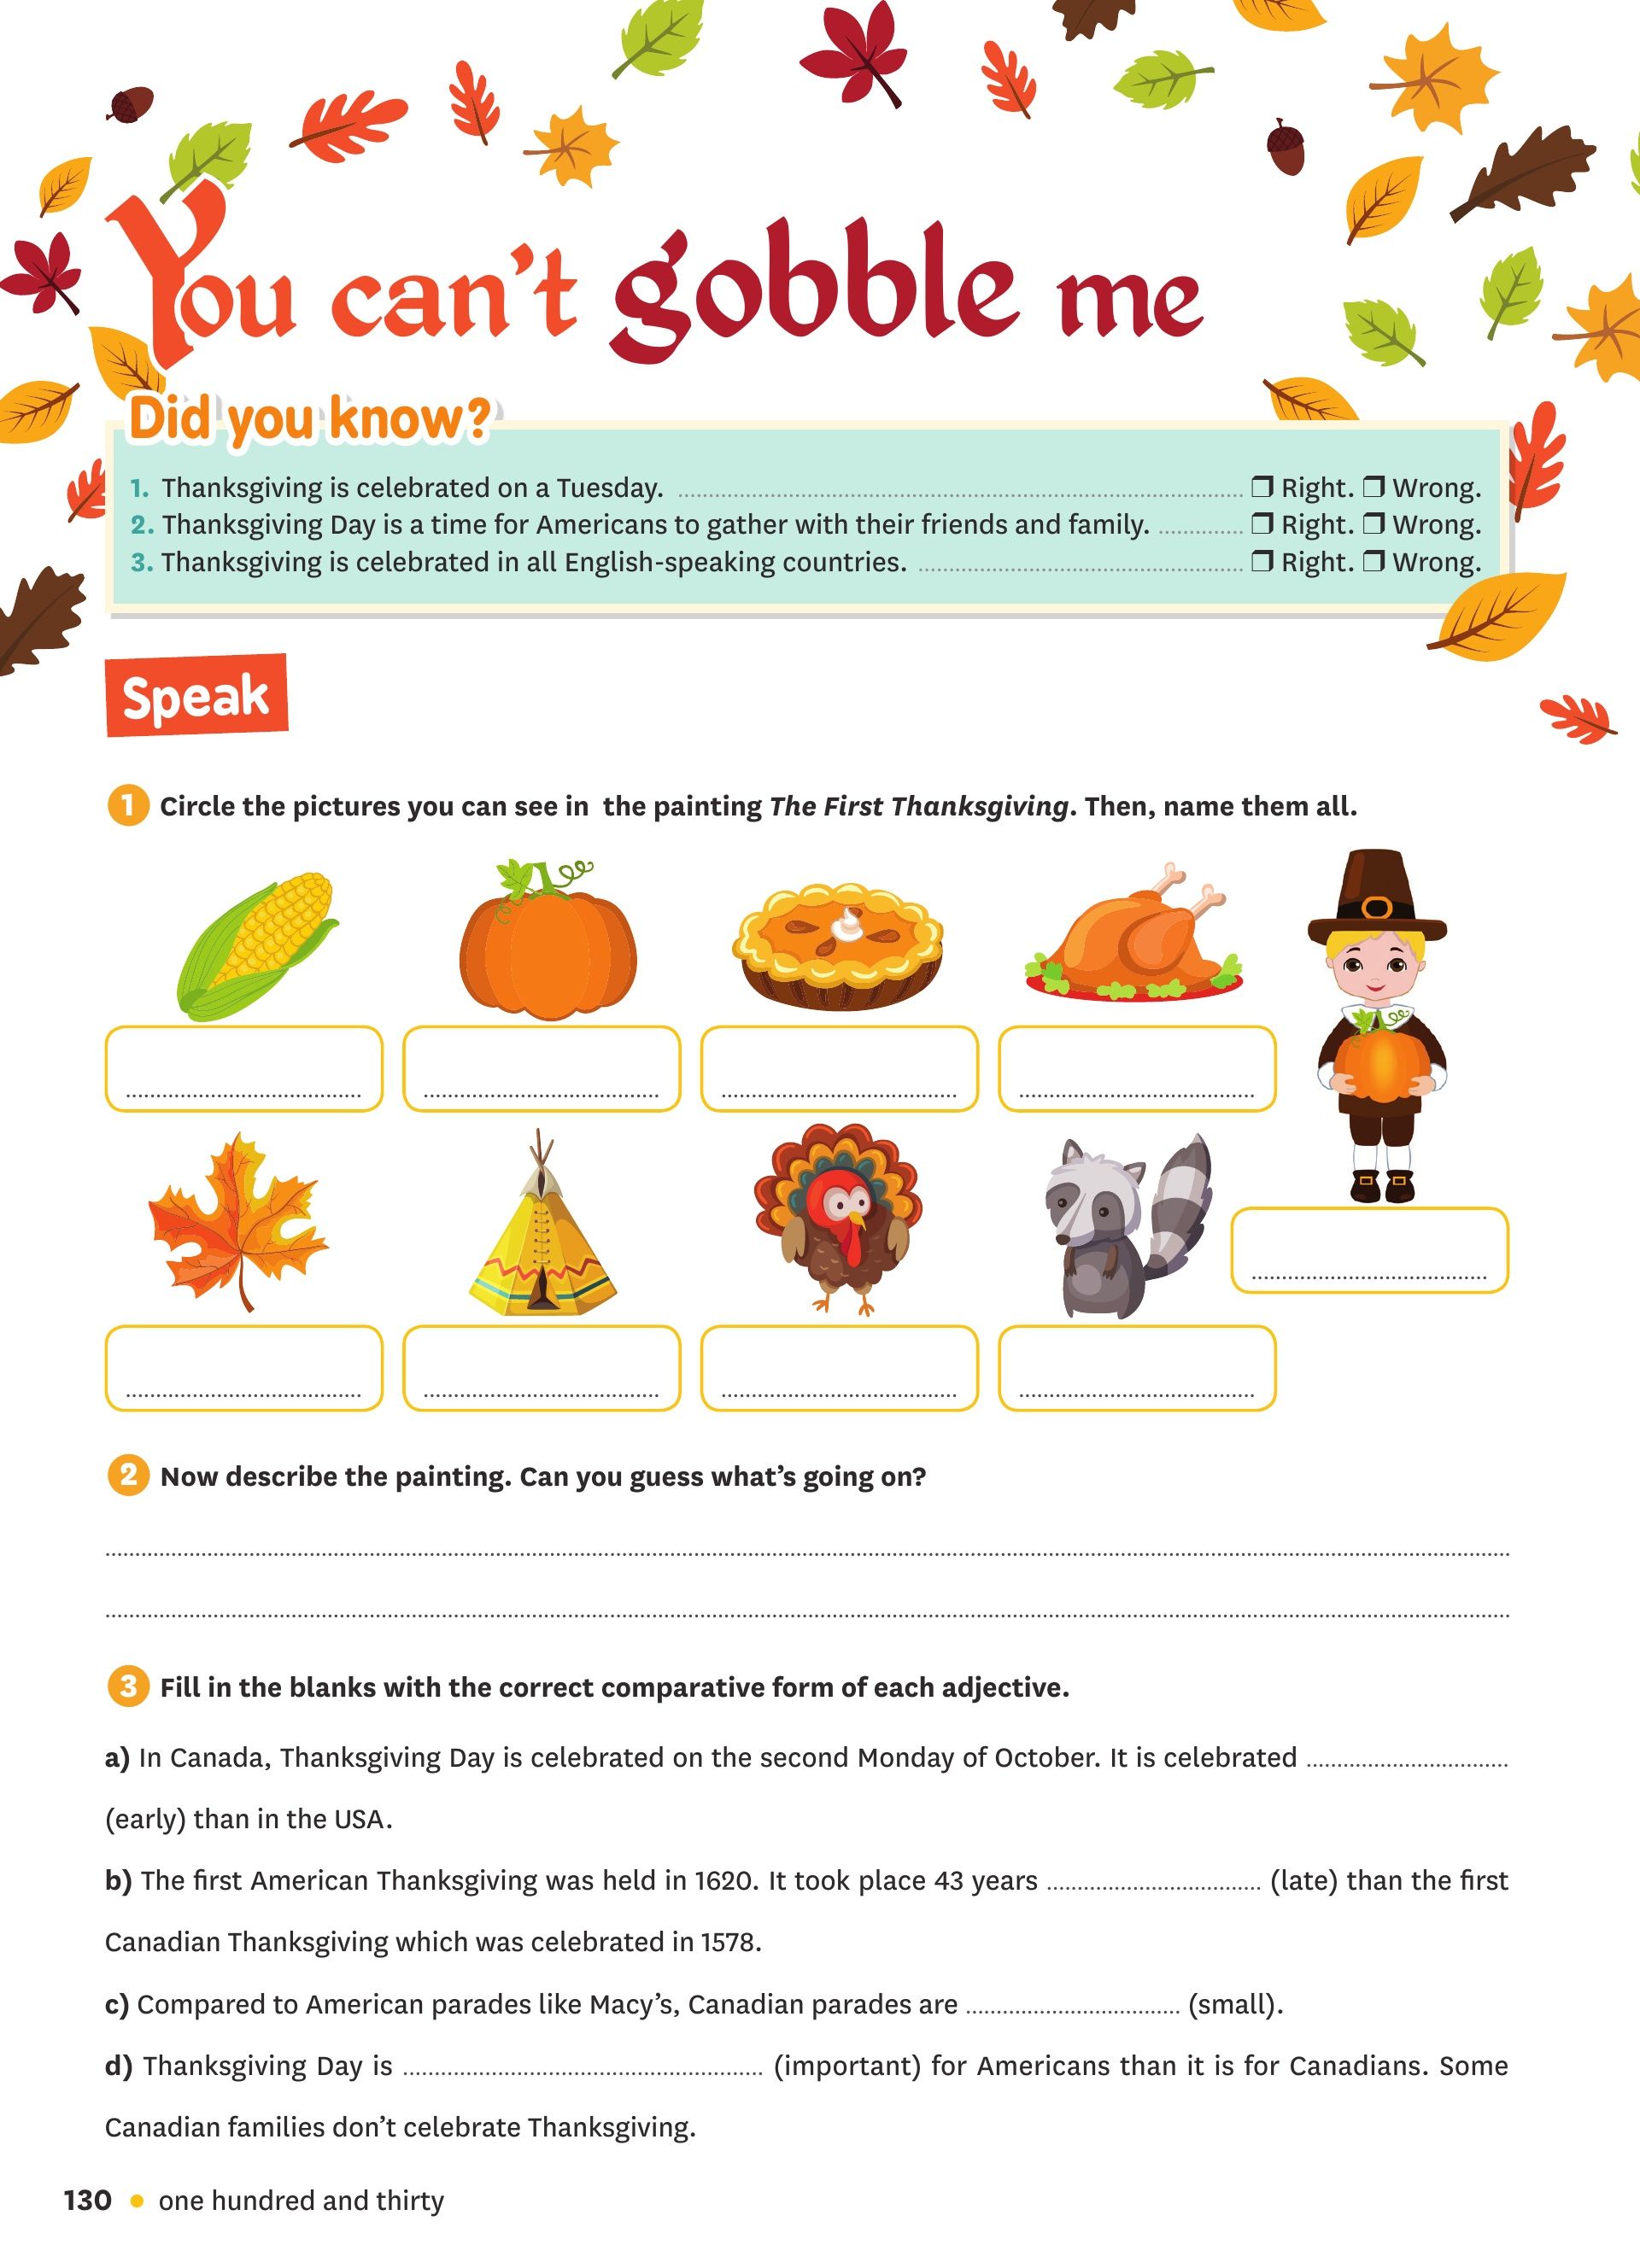 You can't gobble me
Did you know?
1. Thanksgiving is celebrated on a Tuesday. ❒ Right. ❒ Wrong.
2. Thanksgiving Day is a time for Americans to gather with their friends and family. ❒ Right. ❒ Wrong.
3. Thanksgiving is celebrated in all English-speaking countries. ❒ Right. ❒ Wrong.
Speak
1 Circle the pictures you can see in the painting The First Thanksgiving. Then, name them all.
2 Now describe the painting. Can you guess what's going on?
3 Fill in the blanks with the correct comparative form of each adjective.
a) In Canada, Thanksgiving Day is celebrated on the second Monday of October. It is celebrated ..................
(early) than in the USA.
b) The first American Thanksgiving was held in 1620. It took place 43 years .................. (late) than the first
Canadian Thanksgiving which was celebrated in 1578.
c) Compared to American parades like Macy's, Canadian parades are .................. (small).
d) Thanksgiving Day is .................. (important) for Americans than it is for Canadians. Some
Canadian families don't celebrate Thanksgiving.
130 • one hundred and thirty